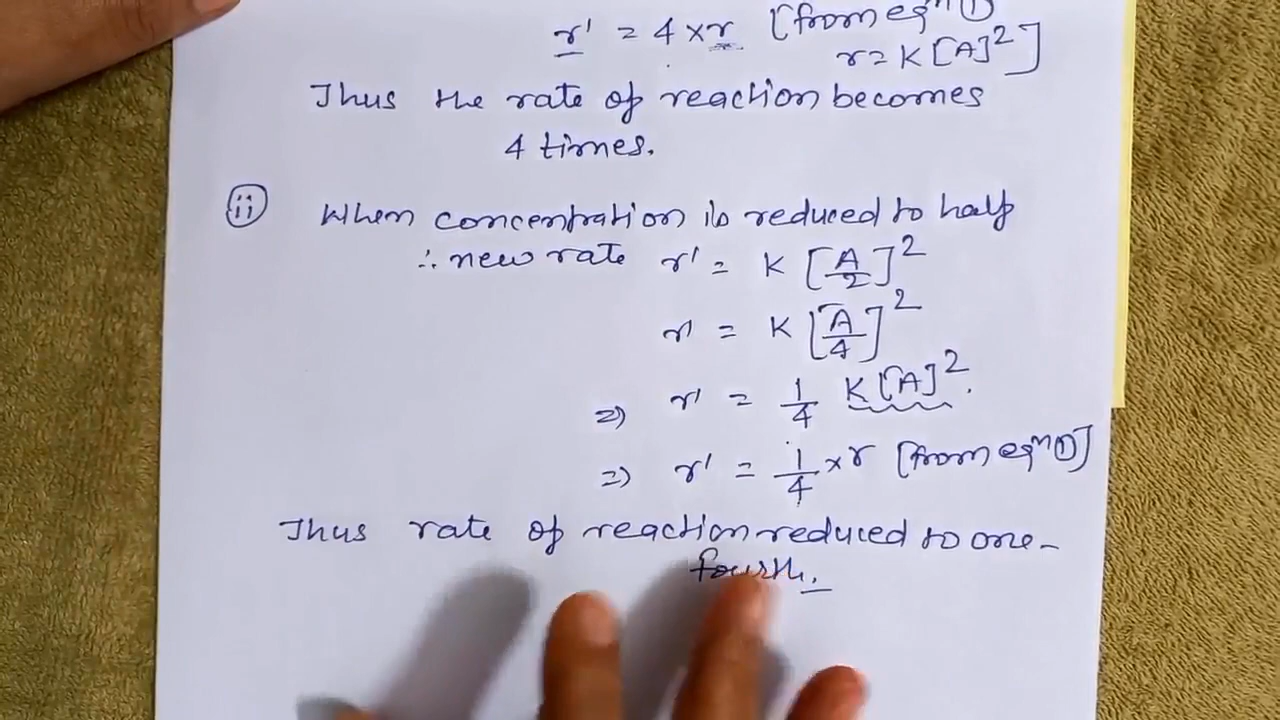 r' = 4 × r [from eqⁿ ①
r = K[A]²]
Thus the rate of reaction becomes
4 times.
ii When concentration is reduced to half
∴ new rate r' = K [A/2]²
r' = K [A/4]²
=) r' = 1/4 K[A]².
=) r' = 1/4 × r [from eqⁿ ①]
Thus rate of reaction reduced to one-
fourth.